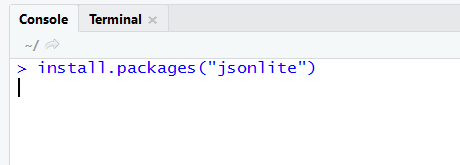 Console Terminal ×
~/
> install.packages("jsonlite")